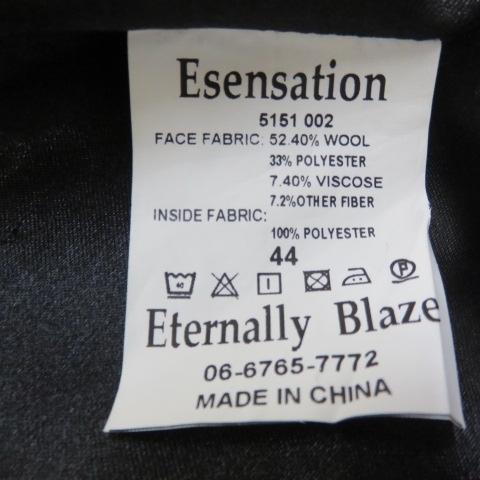 Esensation
5151 002
FACE FABRIC: 52.40% WOOL
33% POLYESTER
7.40% VISCOSE
7.2%OTHER FIBER
INSIDE FABRIC:
100% POLYESTER
44
40 P
Eternally Blaze
06-6765-7772
MADE IN CHINA